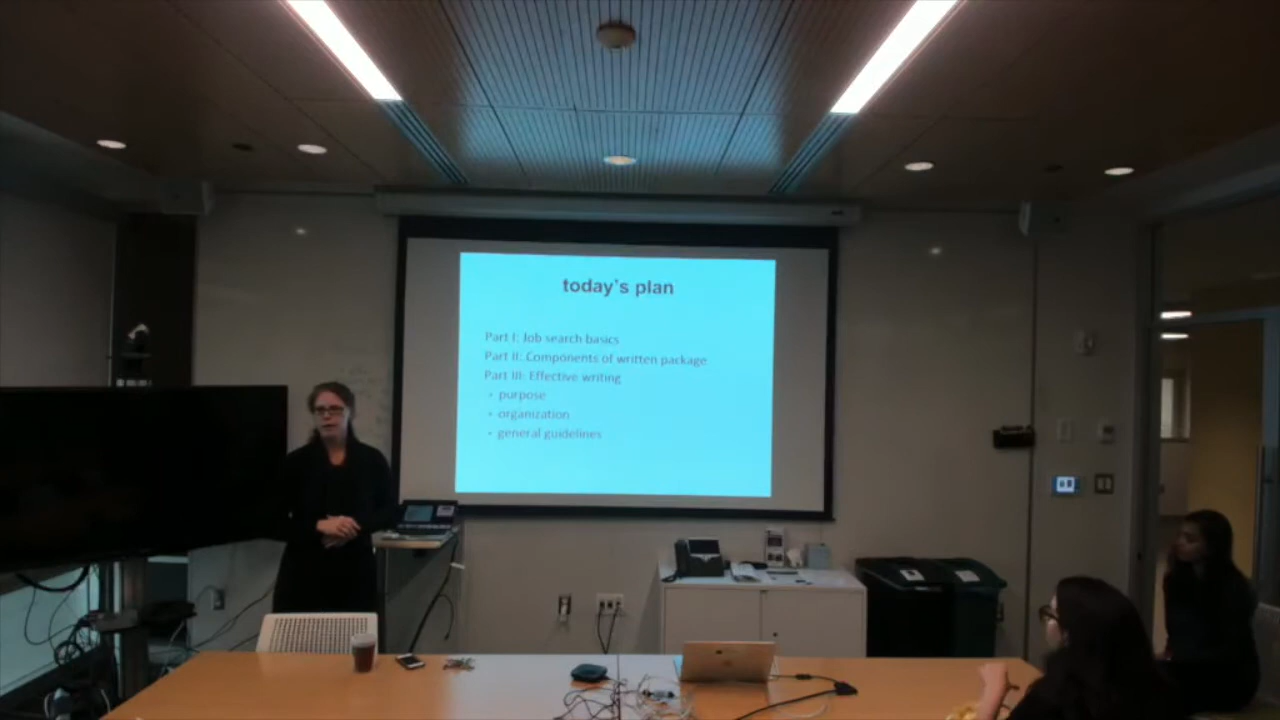 today's plan
Part I: Job search basics
Part II: Components of written package
Part III: Effective writing
• purpose
• organization
• general guidelines